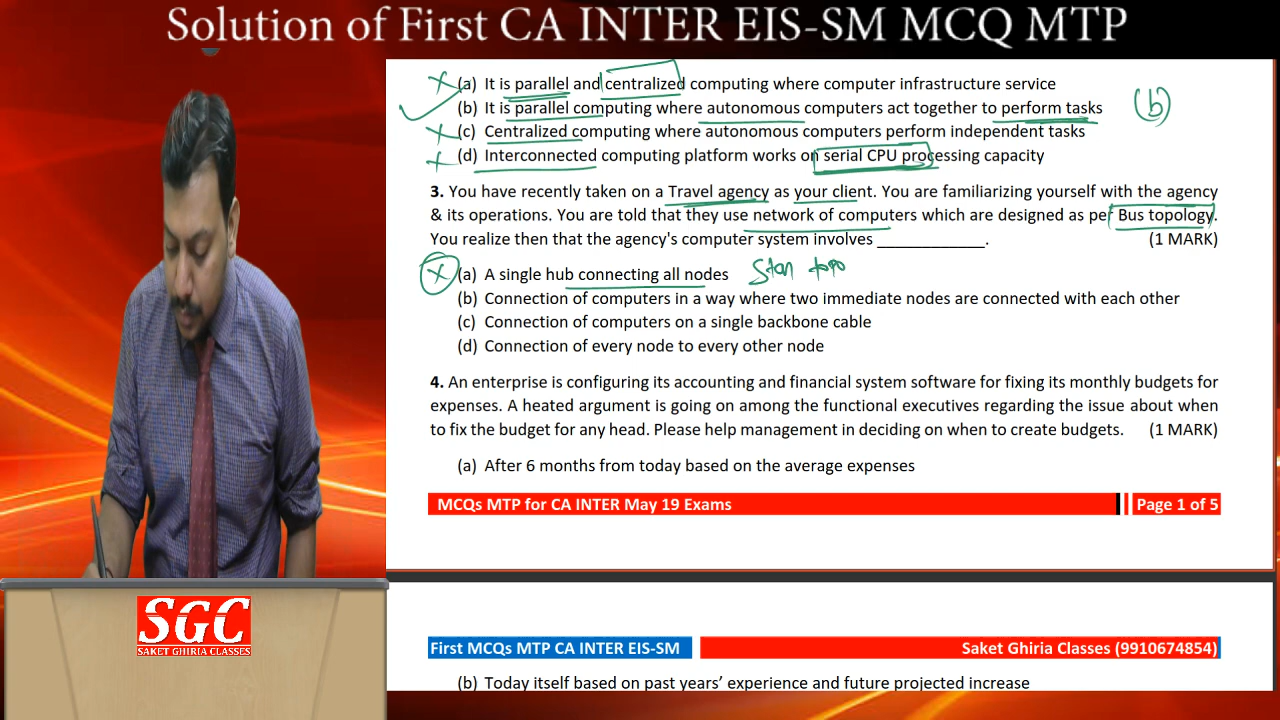 Solution of First CA INTER EIS-SM MCQ MTP
(a) It is parallel and centralized computing where computer infrastructure service
(b) It is parallel computing where autonomous computers act together to perform tasks (b)
(c) Centralized computing where autonomous computers perform independent tasks
(d) Interconnected computing platform works on serial CPU processing capacity
3. You have recently taken on a Travel agency as your client. You are familiarizing yourself with the agency
& its operations. You are told that they use network of computers which are designed as per Bus topology.
You realize then that the agency's computer system involves _____________. (1 MARK)
(a) A single hub connecting all nodes Star topo
(b) Connection of computers in a way where two immediate nodes are connected with each other
(c) Connection of computers on a single backbone cable
(d) Connection of every node to every other node
4. An enterprise is configuring its accounting and financial system software for fixing its monthly budgets for
expenses. A heated argument is going on among the functional executives regarding the issue about when
to fix the budget for any head. Please help management in deciding on when to create budgets. (1 MARK)
(a) After 6 months from today based on the average expenses
MCQs MTP for CA INTER May 19 Exams Page 1 of 5
First MCQs MTP CA INTER EIS-SM Saket Ghiria Classes (9910674854)
(b) Today itself based on past years’ experience and future projected increase
SGC
SAKET GHIRIA CLASSES